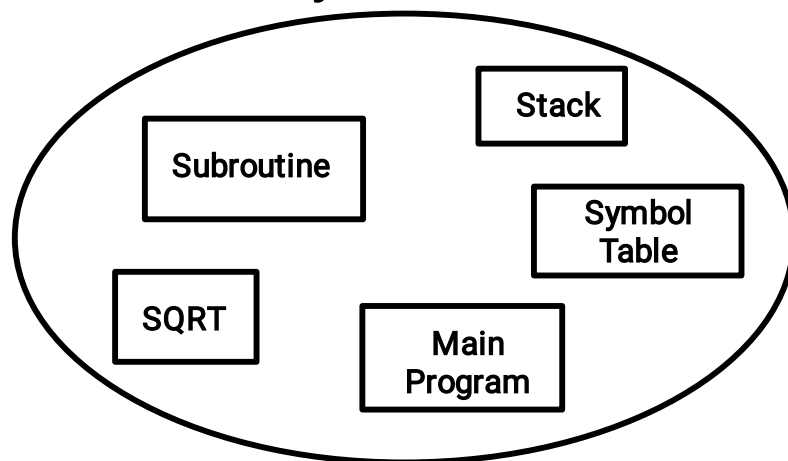 Stack
Subroutine
Symbol
Table
SQRT
Main
Program